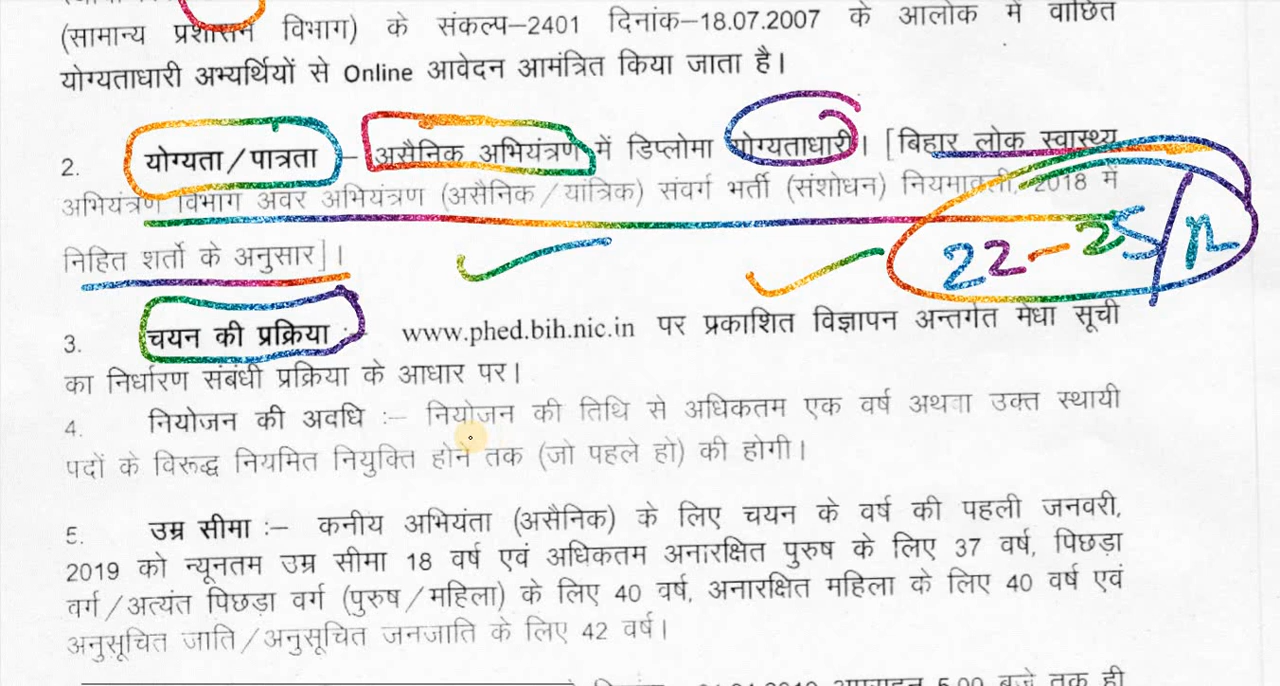 (सामान्य प्रशासन विभाग) के संकल्प–2401 दिनांक–18.07.2007 के आलोक में वांछित
योग्यताधारी अभ्यर्थियों से Online आवेदन आमंत्रित किया जाता है।
2. योग्यता/पात्रता :– असैनिक अभियंत्रण में डिप्लोमा योग्यताधारी। [बिहार लोक स्वास्थ्य
अभियंत्रण विभाग अवर अभियंत्रण (असैनिक/यांत्रिक) संवर्ग भर्ती (संशोधन) नियमावली, 2018 में
निहित शर्तो के अनुसार]।
22–25/
3. चयन की प्रक्रिया :– www.phed.bih.nic.in पर प्रकाशित विज्ञापन अन्तर्गत मेधा सूची
का निर्धारण संबंधी प्रक्रिया के आधार पर।
4. नियोजन की अवधि :– नियोजन की तिथि से अधिकतम एक वर्ष अथवा उक्त स्थायी
पदों के विरूद्ध नियमित नियुक्ति होने तक (जो पहले हो) की होगी।
5. उम्र सीमा :– कनीय अभियंता (असैनिक) के लिए चयन के वर्ष की पहली जनवरी,
2019 को न्यूनतम उम्र सीमा 18 वर्ष एवं अधिकतम अनारक्षित पुरुष के लिए 37 वर्ष, पिछड़ा
वर्ग/अत्यंत पिछड़ा वर्ग (पुरुष/महिला) के लिए 40 वर्ष, अनारक्षित महिला के लिए 40 वर्ष एवं
अनुसूचित जाति/अनुसूचित जनजाति के लिए 42 वर्ष।
5.00 बजे तक ही